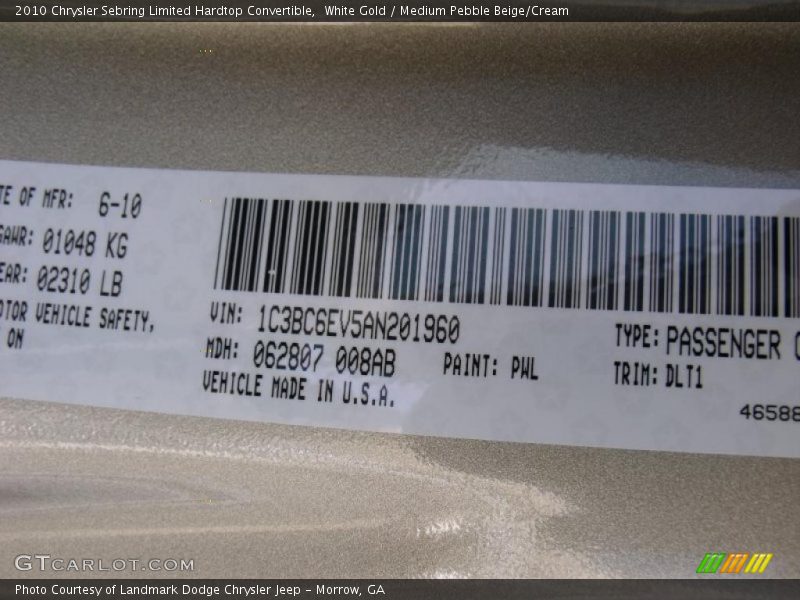 2010 Chrysler Sebring Limited Hardtop Convertible,  White Gold / Medium Pebble Beige/Cream
TE OF MFR: 6-10
GAWR: 01048 KG
EAR: 02310 LB
OTOR VEHICLE SAFETY,
ON
VIN: 1C3BC6EV5AN201960
MDH: 062807 008AB
PAINT: PWL
VEHICLE MADE IN U.S.A.
TYPE: PASSENGER
TRIM: DLT1
46588
GTCARLOT.COM
Photo Courtesy of Landmark Dodge Chrysler Jeep – Morrow, GA